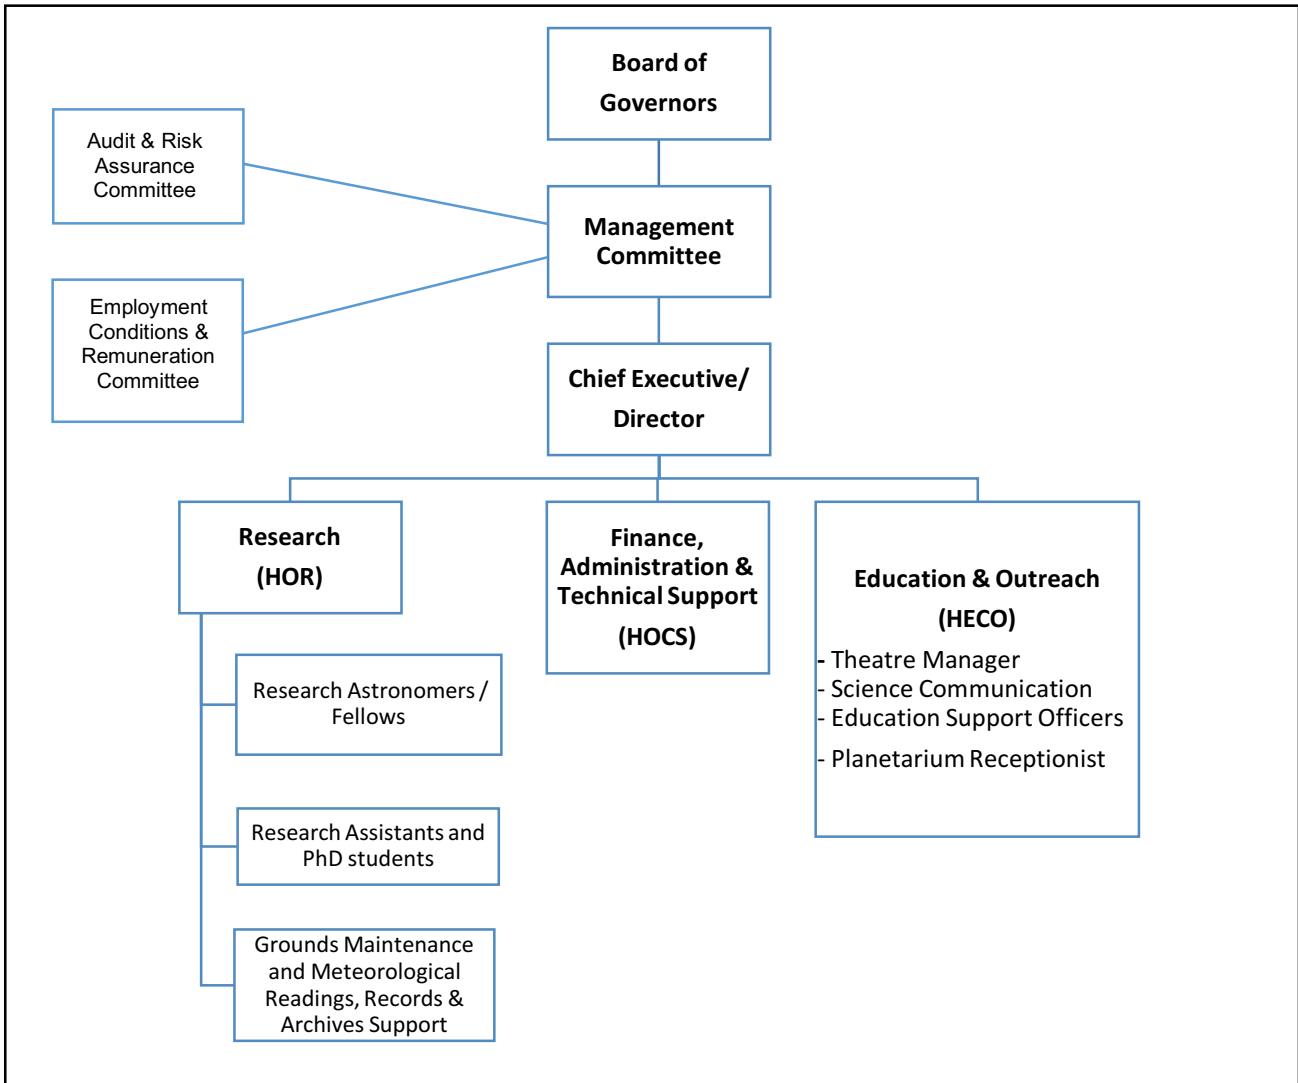 Board of
Governors
Audit & Risk
Assurance
Committee
Management
Committee
Employment
Conditions &
Remuneration
Committee
Chief Executive/
Director
Research
(HOR)
Finance,
Administration &
Technical Support
(HOCS)
Education & Outreach
(HECO)
- Theatre Manager
- Science Communication
- Education Support Officers
- Planetarium Receptionist
Research Astronomers /
Fellows
Research Assistants and
PhD students
Grounds Maintenance
and Meteorological
Readings, Records &
Archives Support